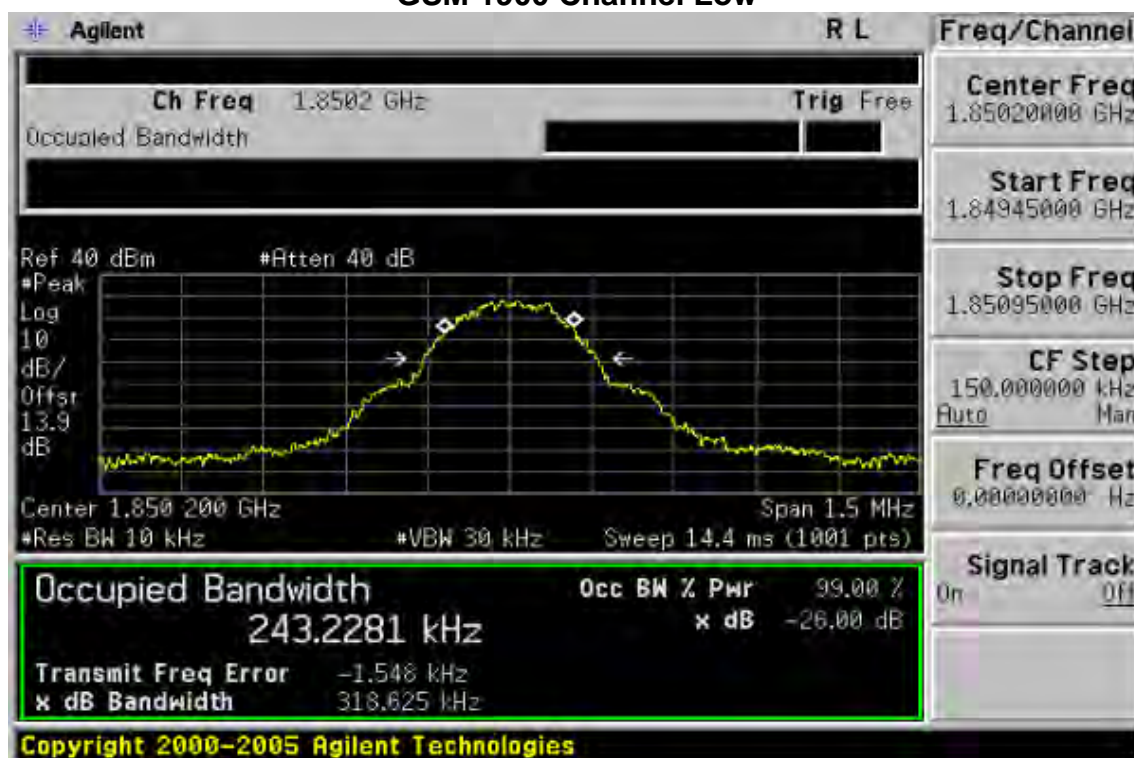 GSM 1900 Channel Low
Agilent
R L
Freq/Channel
Ch Freq 1.8502 GHz
Trig Free
Occupied Bandwidth
Center Freq
1.85020000 GHz
Start Freq
1.84945000 GHz
Stop Freq
1.85095000 GHz
CF Step
150.000000 kHz
Auto Man
Freq Offset
0.00000000 Hz
Signal Track
On Off
Ref 40 dBm
#Atten 40 dB
#Peak
Log
10
dB/
Offst
13.9
dB
Center 1.850 200 GHz
Span 1.5 MHz
#Res BW 10 kHz
#VBW 30 kHz
Sweep 14.4 ms (1001 pts)
Occupied Bandwidth
243.2281 kHz
Occ BW % Pwr 99.00 %
x dB -26.00 dB
Transmit Freq Error -1.548 kHz
x dB Bandwidth 318.625 kHz
Copyright 2000-2005 Agilent Technologies